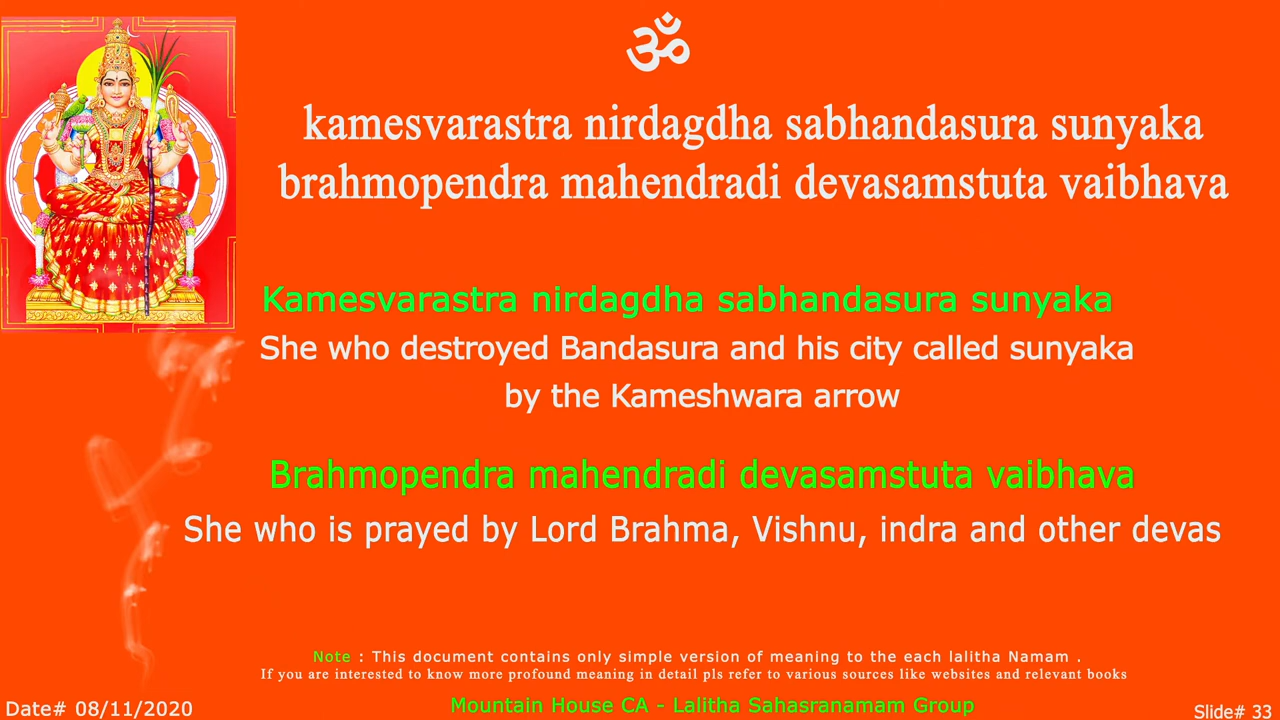 ॐ
kamesvarastra nirdagdha sabhandasura sunyaka
brahmopendra mahendradi devasamstuta vaibhava
Kamesvarastra nirdagdha sabhandasura sunyaka
She who destroyed Bandasura and his city called sunyaka
by the Kameshwara arrow
Brahmopendra mahendradi devasamstuta vaibhava
She who is prayed by Lord Brahma, Vishnu, indra and other devas
Note : This document contains only simple version of meaning to the each lalitha Namam .
If you are interested to know more profound meaning in detail pls refer to various sources like websites and relevant books
Mountain House CA - Lalitha Sahasranamam Group
Date# 08/11/2020
Slide# 33